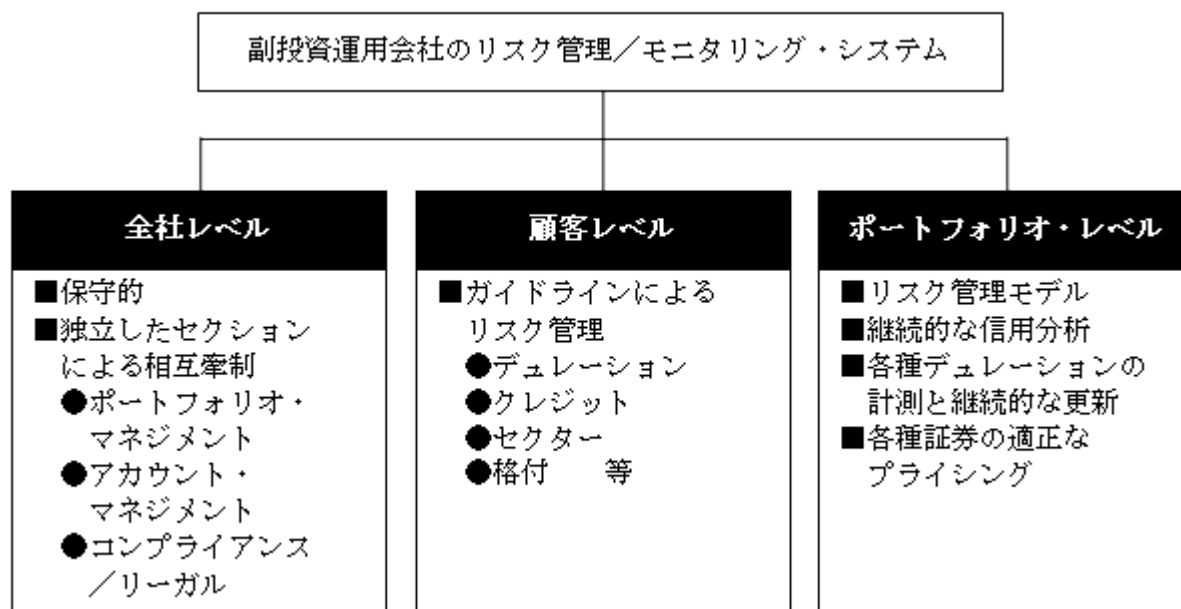 副投資運用会社のリスク管理／モニタリング・システム
全社レベル
■保守的
■独立したセクション
による相互牽制
●ポートフォリオ・
マネジメント
●アカウント・
マネジメント
●コンプライアンス
／リーガル
顧客レベル
■ガイドラインによる
リスク管理
●デュレーション
●クレジット
●セクター
●格付　　等
ポートフォリオ・レベル
■リスク管理モデル
■継続的な信用分析
■各種デュレーションの
計測と継続的な更新
■各種証券の適正な
プライシング